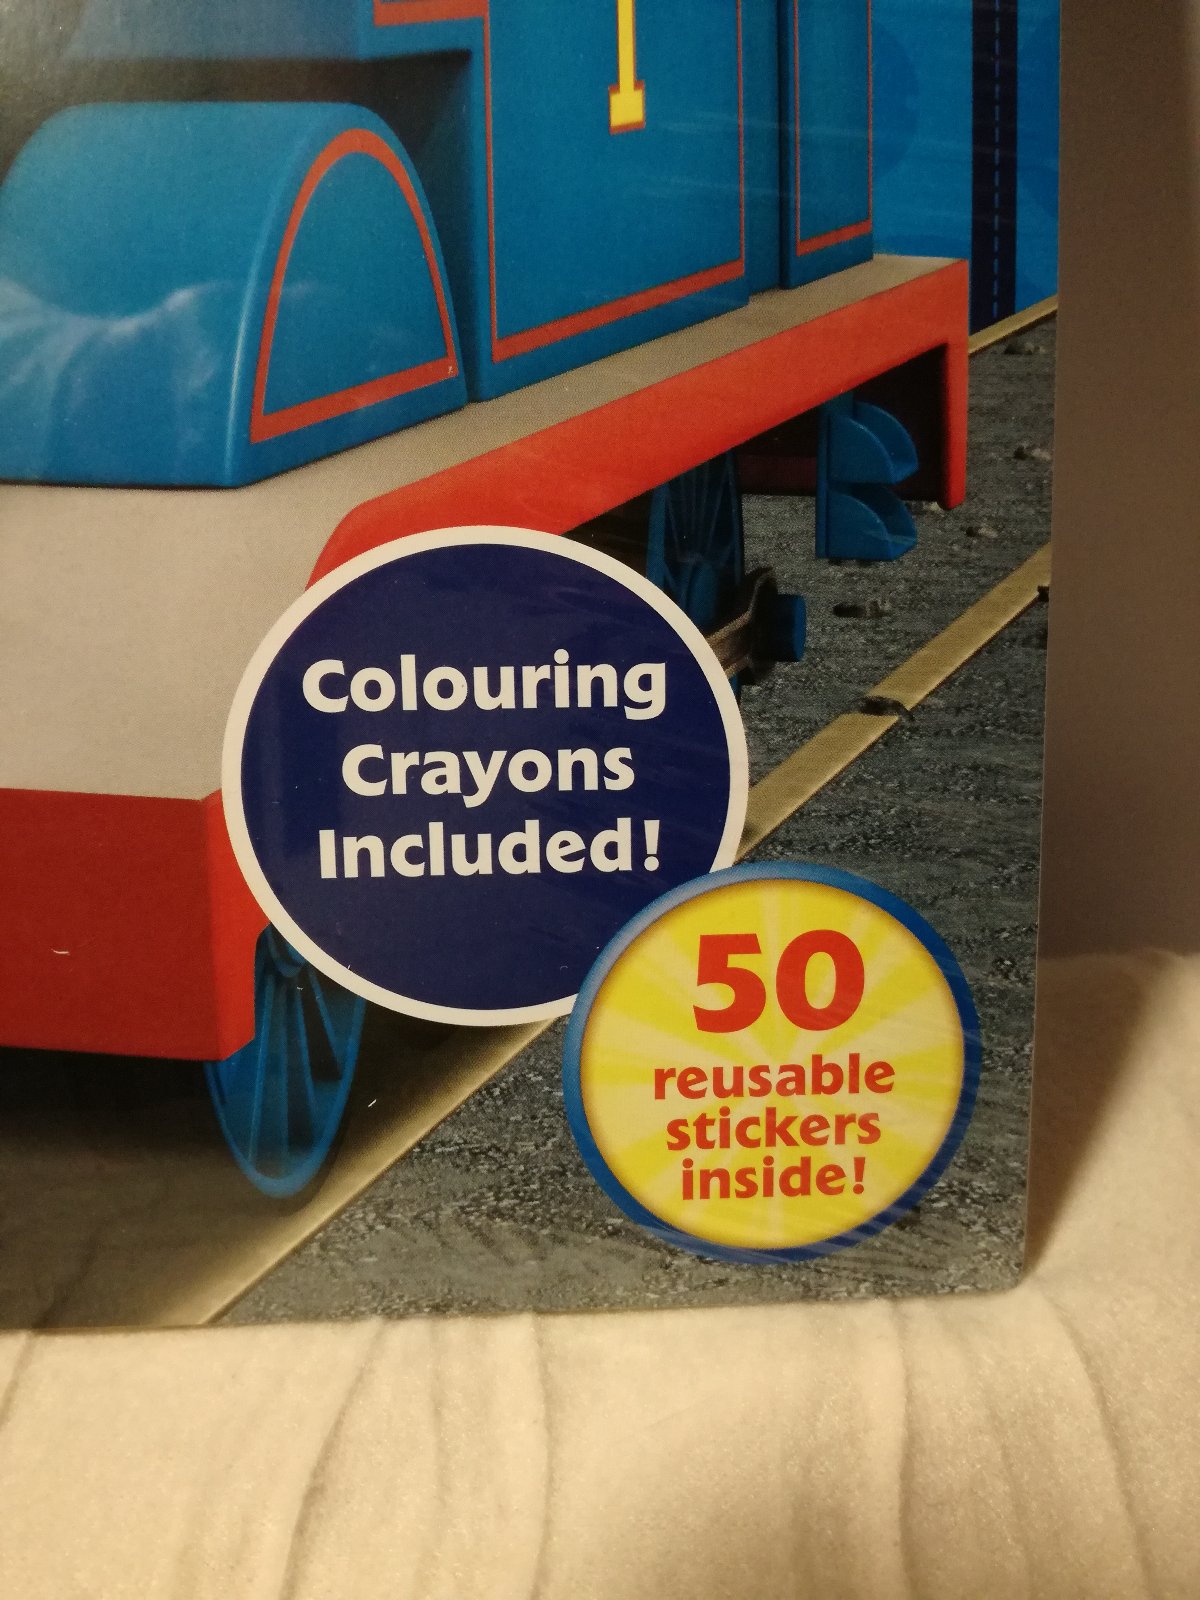 Colouring
Crayons
Included!
50
reusable
stickers
inside!